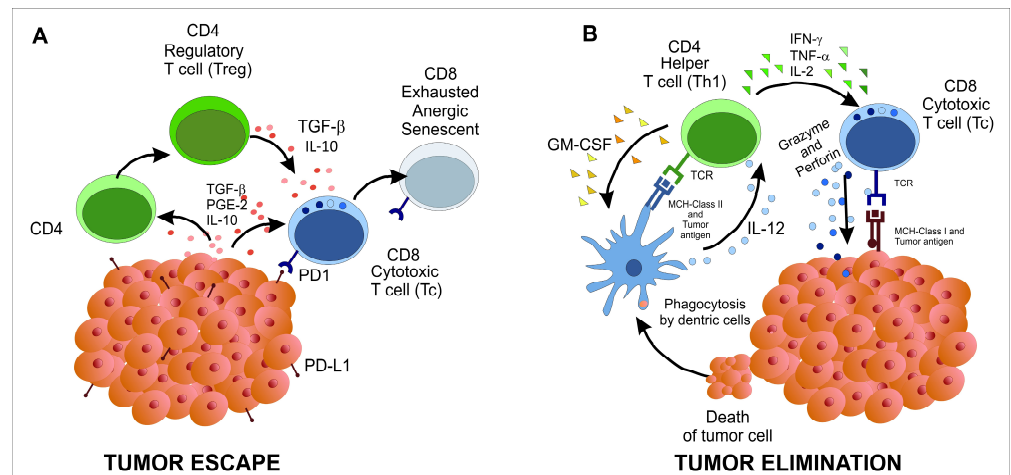 A
CD4
Regulatory
T cell (Treg)
TGF-β
IL-10
CD8
Exhausted
Anergic
Senescent
TGF-β
PGE-2
IL-10
CD4
PD1
CD8
Cytotoxic
T cell (Tc)
PD-L1
TUMOR ESCAPE
B
CD4
Helper
T cell (Th1)
IFN-γ
TNF-α
IL-2
CD8
Cytotoxic
T cell (Tc)
GM-CSF
Grazyme
and
Perforin
TCR
TCR
MCH-Class II
and
Tumor
antigen
IL-12
MCH-Class I and
Tumor antigen
Phagocytosis
by dentric cells
Death
of tumor cell
TUMOR ELIMINATION